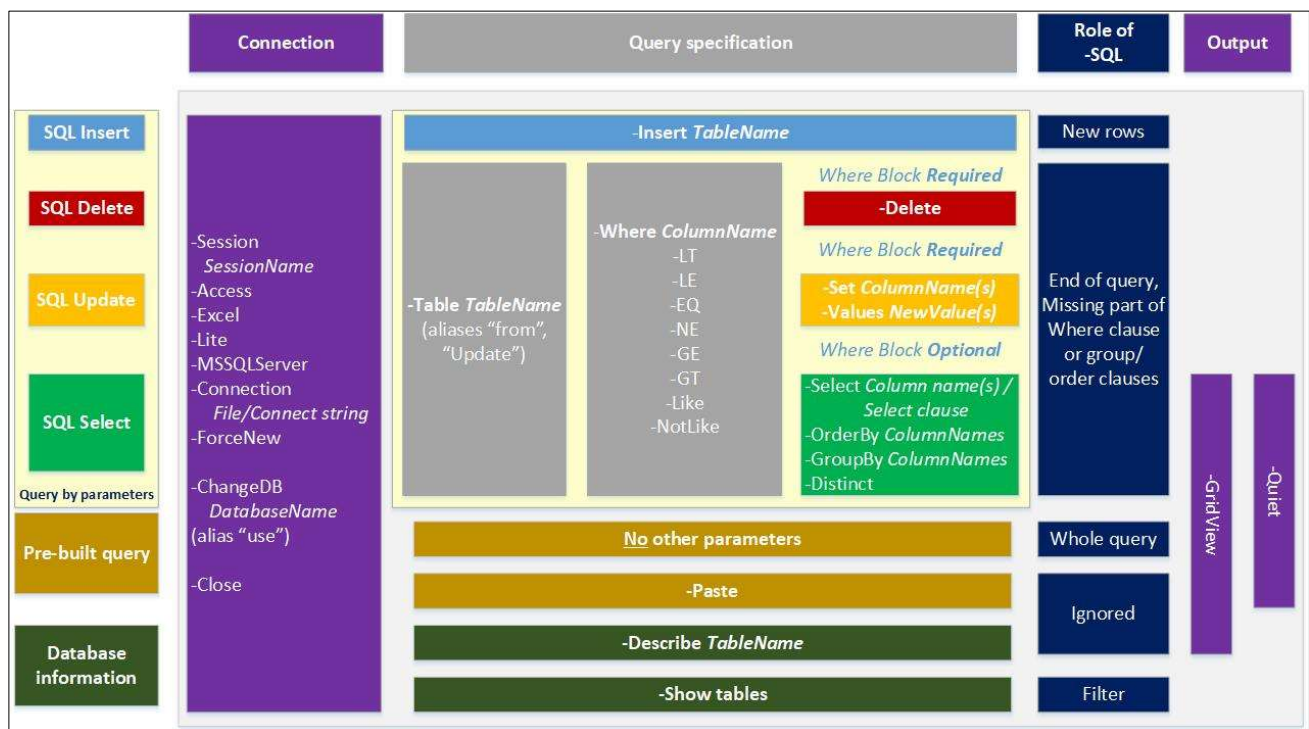 Connection
Query specification
Role of
-SQL
Output
SQL Insert
SQL Delete
SQL Update
SQL Select
Query by parameters
Pre-built query
Database
information
-Session
SessionName
-Access
-Excel
-Lite
-MSSQLServer
-Connection
File/Connect string
-ForceNew
-ChangeDB
DatabaseName
(alias “use”)
-Close
-Insert TableName
-Table TableName
(aliases “from”,
“Update”)
-Where ColumnName
-LT
-LE
-EQ
-NE
-GE
-GT
-Like
-NotLike
Where Block Required
-Delete
Where Block Required
-Set ColumnName(s)
-Values NewValue(s)
Where Block Optional
-Select Column name(s) /
Select clause
-OrderBy ColumnNames
-GroupBy ColumnNames
-Distinct
No other parameters
-Paste
-Describe TableName
-Show tables
New rows
End of query,
Missing part of
Where clause
or group/
order clauses
Whole query
Ignored
Filter
-GridView
-Quiet